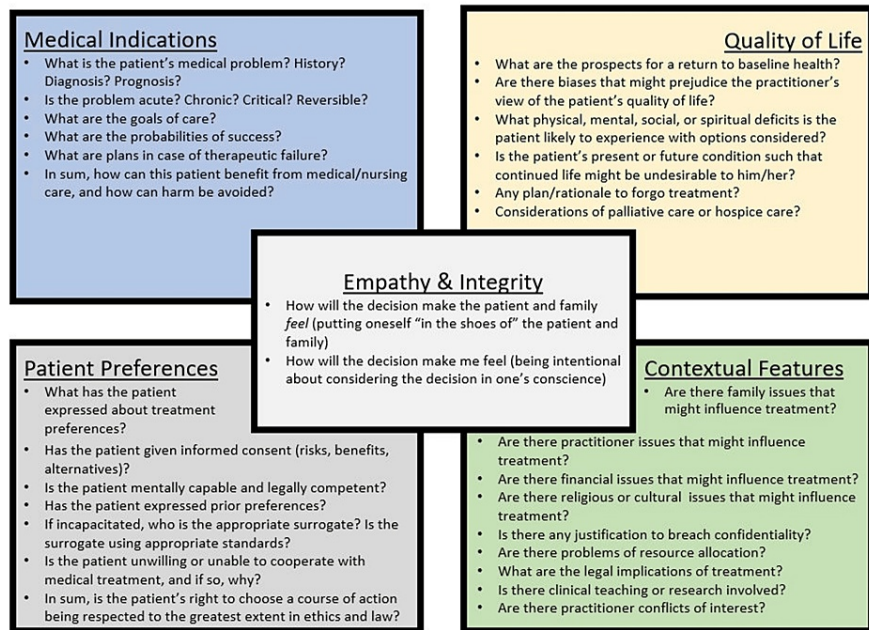 Medical Indications
• What is the patient's medical problem? History?
Diagnosis? Prognosis?
• Is the problem acute? Chronic? Critical? Reversible?
• What are the goals of care?
• What are the probabilities of success?
• What are plans in case of therapeutic failure?
• In sum, how can this patient benefit from medical/nursing
care, and how can harm be avoided?
Quality of Life
• What are the prospects for a return to baseline health?
• Are there biases that might prejudice the practitioner's
view of the patient's quality of life?
• What physical, mental, social, or spiritual deficits is the
patient likely to experience with options considered?
• Is the patient's present or future condition such that
continued life might be undesirable to him/her?
• Any plan/rationale to forgo treatment?
• Considerations of palliative care or hospice care?
Empathy & Integrity
• How will the decision make the patient and family
feel (putting oneself "in the shoes of" the patient and
family)
• How will the decision make me feel (being intentional
about considering the decision in one's conscience)
Patient Preferences
• What has the patient
expressed about treatment
preferences?
• Has the patient given informed consent (risks, benefits,
alternatives)?
• Is the patient mentally capable and legally competent?
• Has the patient expressed prior preferences?
• If incapacitated, who is the appropriate surrogate? Is the
surrogate using appropriate standards?
• Is the patient unwilling or unable to cooperate with
medical treatment, and if so, why?
• In sum, is the patient's right to choose a course of action
being respected to the greatest extent in ethics and law?
Contextual Features
• Are there family issues that
might influence treatment?
• Are there practitioner issues that might influence
treatment?
• Are there financial issues that might influence treatment?
• Are there religious or cultural issues that might influence
treatment?
• Is there any justification to breach confidentiality?
• Are there problems of resource allocation?
• What are the legal implications of treatment?
• Is there clinical teaching or research involved?
• Are there practitioner conflicts of interest?